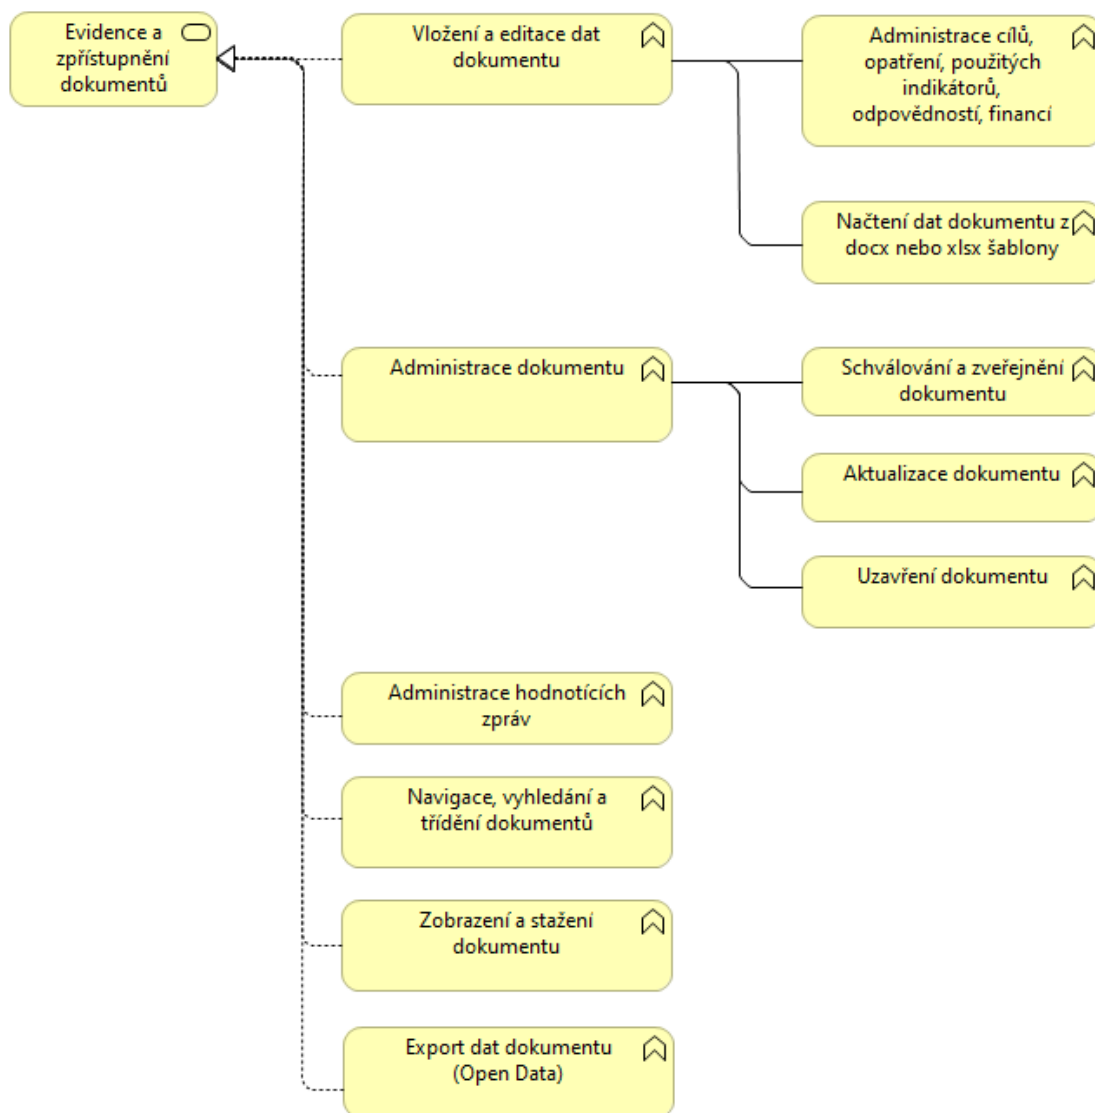 Evidence a
zpřístupnění
dokumentů
Vložení a editace dat
dokumentu
Administrace cílů,
opatření, použitých
indikátorů,
odpovědností, financí
Načtení dat dokumentu z
docx nebo xlsx šablony
Administrace dokumentu
Schválování a zveřejnění
dokumentu
Aktualizace dokumentu
Uzavření dokumentu
Administrace hodnotících
zpráv
Navigace, vyhledání a
třídění dokumentů
Zobrazení a stažení
dokumentu
Export dat dokumentu
(Open Data)